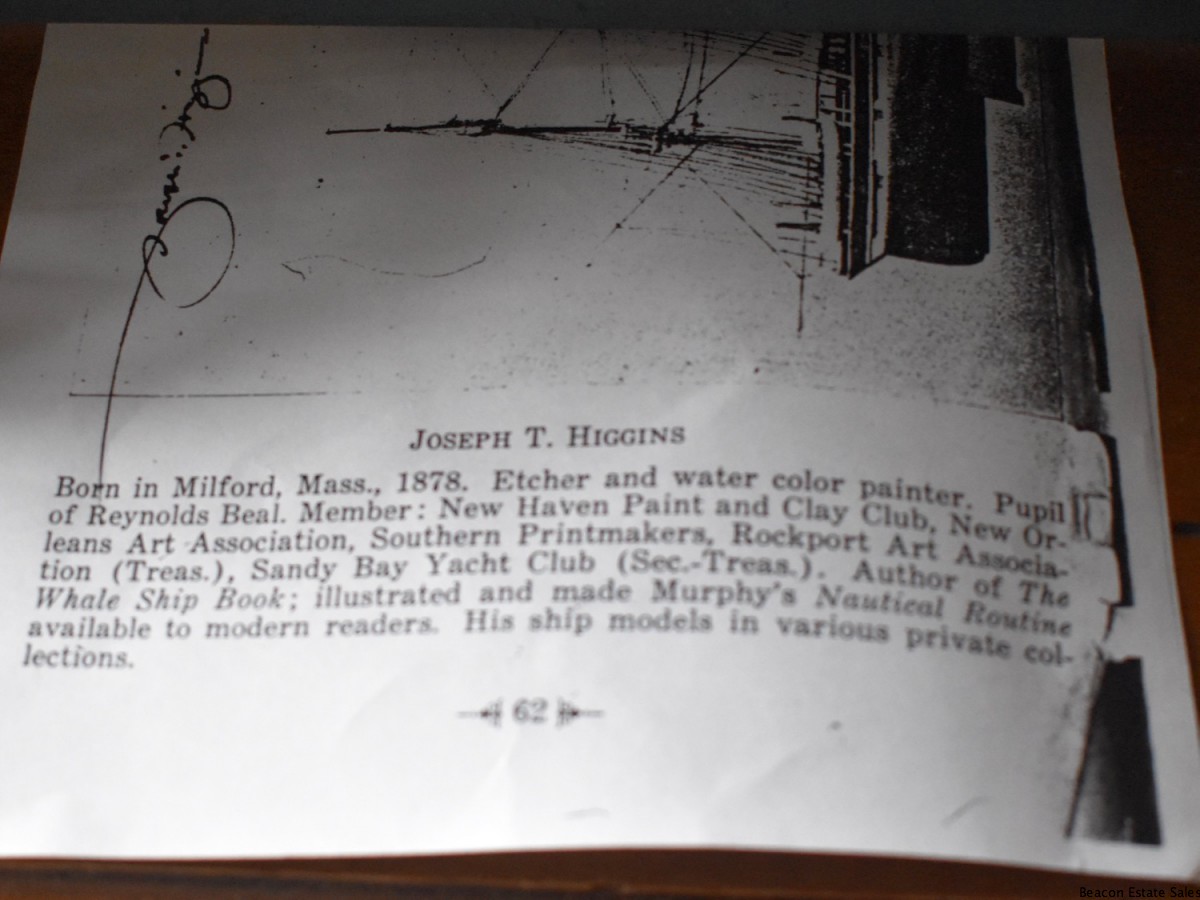 JOSEPH T. HIGGINS
Born in Milford, Mass., 1878. Etcher and water color painter. Pupil
of Reynolds Beal. Member: New Haven Paint and Clay Club, New Or-
leans Art Association, Southern Printmakers, Rockport Art Associa-
tion (Treas.), Sandy Bay Yacht Club (Sec.-Treas.). Author of The
Whale Ship Book; illustrated and made Murphy's Nautical Routine
available to modern readers. His ship models in various private col-
lections.
62
Beacon Estate Sales